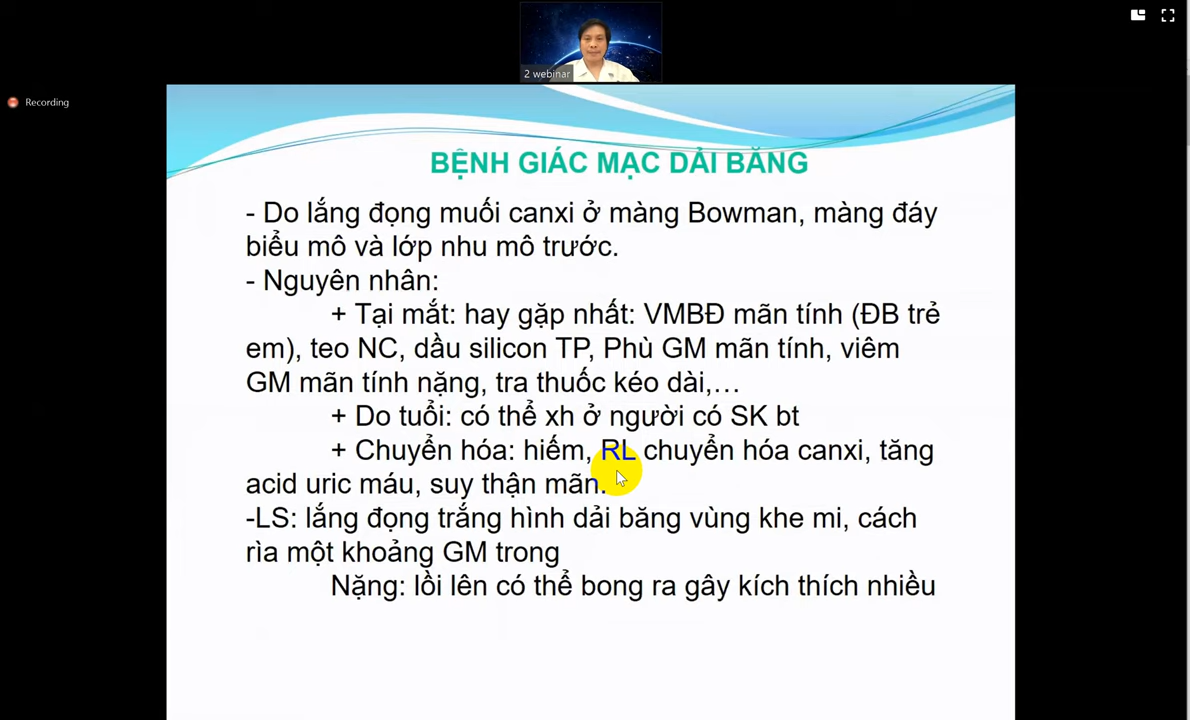 2 webinar
Recording
BỆNH GIÁC MẠC DẢI BĂNG
- Do lắng đọng muối canxi ở màng Bowman, màng đáy
biểu mô và lớp nhu mô trước.
- Nguyên nhân:
+ Tại mắt: hay gặp nhất: VMBĐ mãn tính (ĐB trẻ
em), teo NC, dầu silicon TP, Phù GM mãn tính, viêm
GM mãn tính nặng, tra thuốc kéo dài,…
+ Do tuổi: có thể xh ở người có SK bt
+ Chuyển hóa: hiếm, RL chuyển hóa canxi, tăng
acid uric máu, suy thận mãn.
-LS: lắng đọng trắng hình dải băng vùng khe mi, cách
rìa một khoảng GM trong
Nặng: lồi lên có thể bong ra gây kích thích nhiều